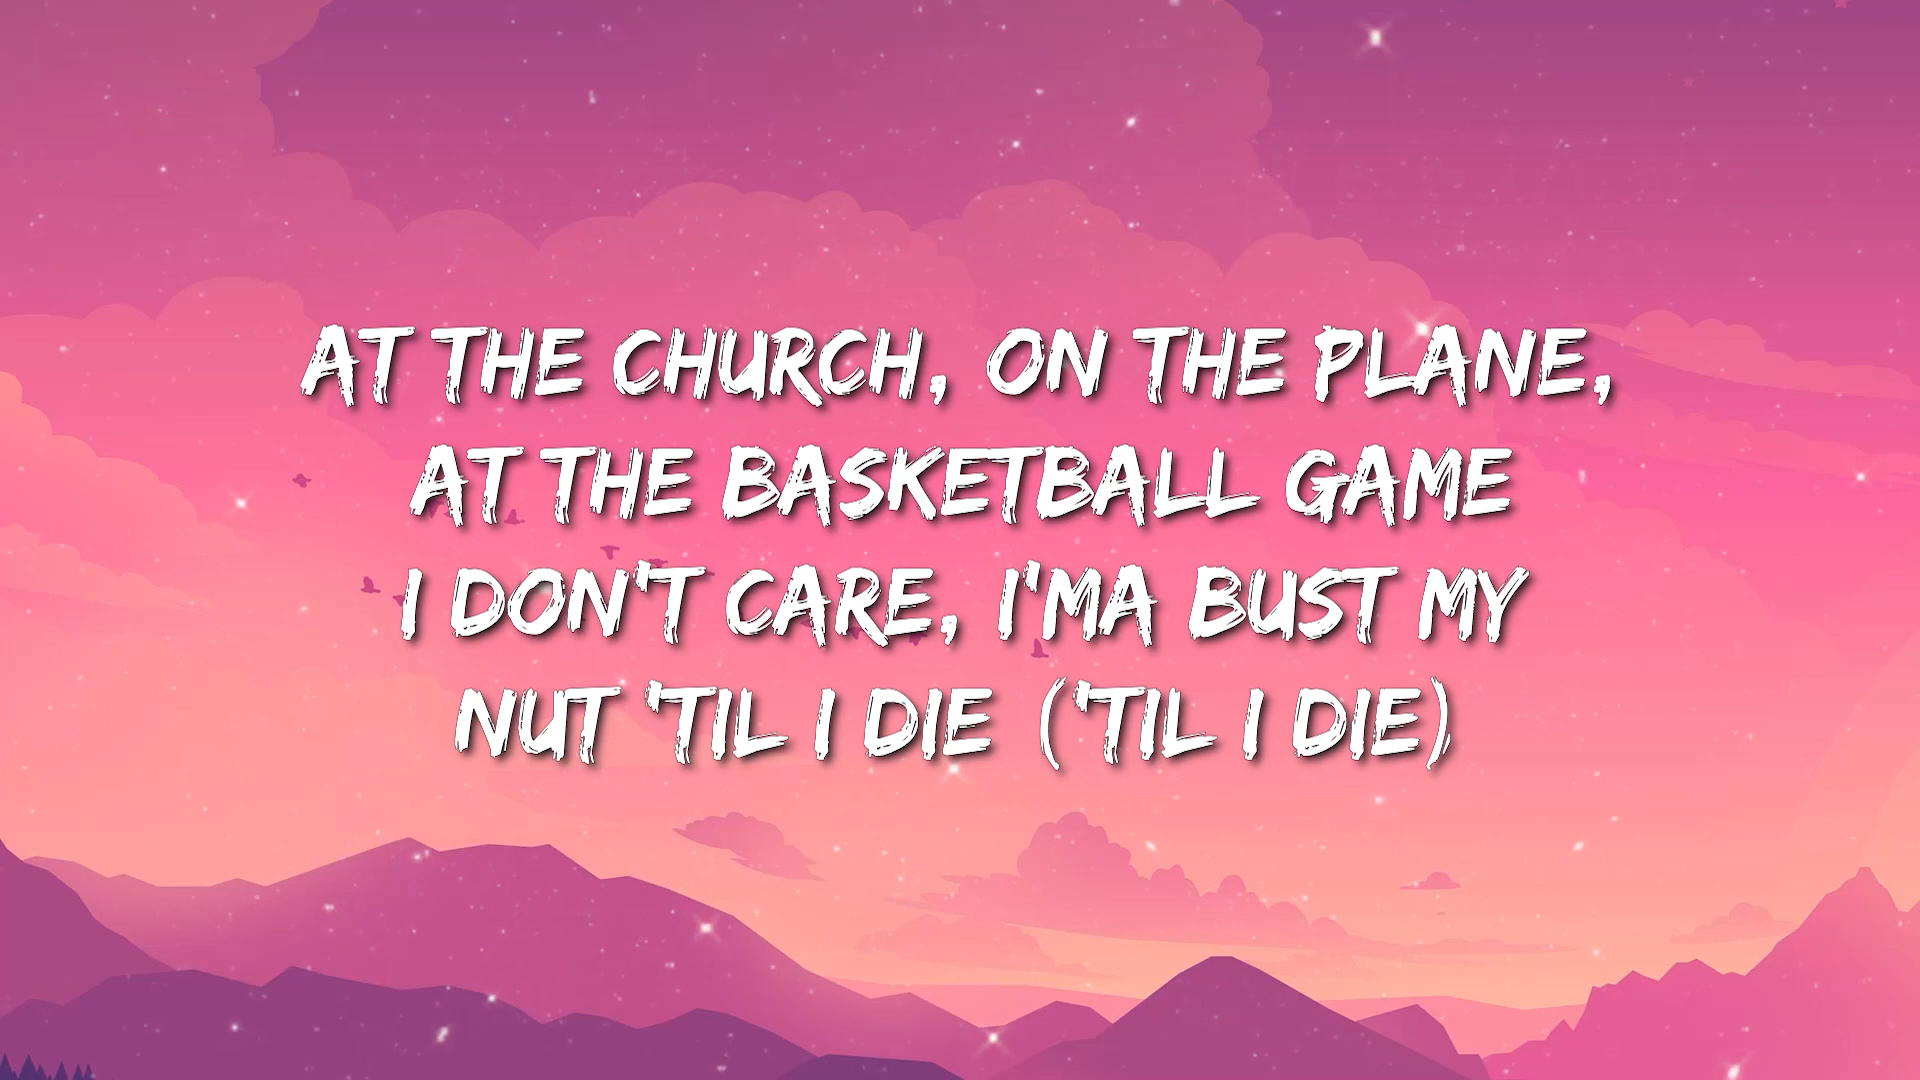 AT THE CHURCH, ON THE PLANE,
AT THE BASKETBALL GAME
I DON'T CARE, I'MA BUST MY
NUT 'TIL I DIE ('TIL I DIE)